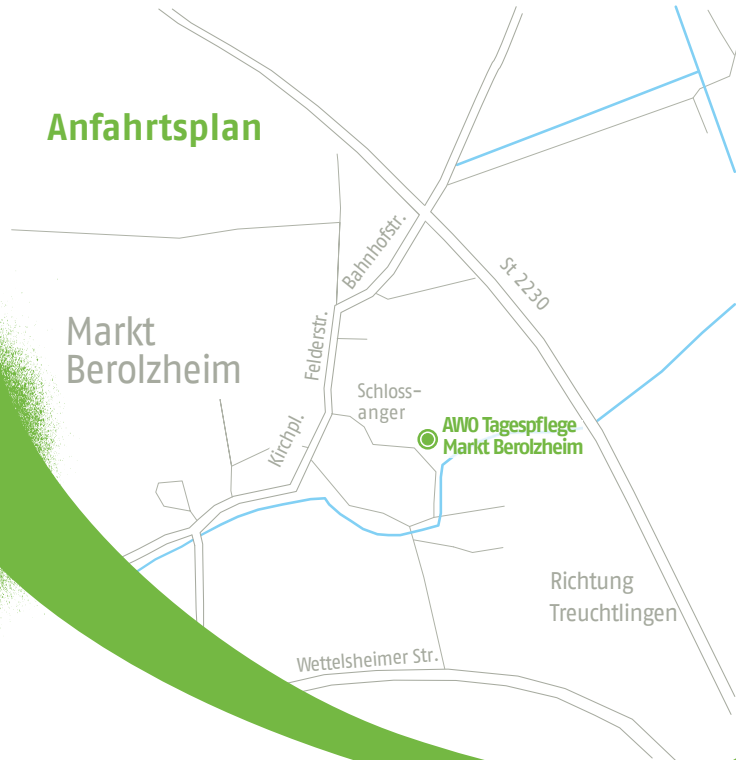 Anfahrtsplan
Bahnhofstr.
St 2230
Markt
Berolzheim
Felderstr.
Schloss-
anger
Kirchpl.
AWO Tagespflege
Markt Berolzheim
Richtung
Treuchtlingen
Wettelsheimer Str.